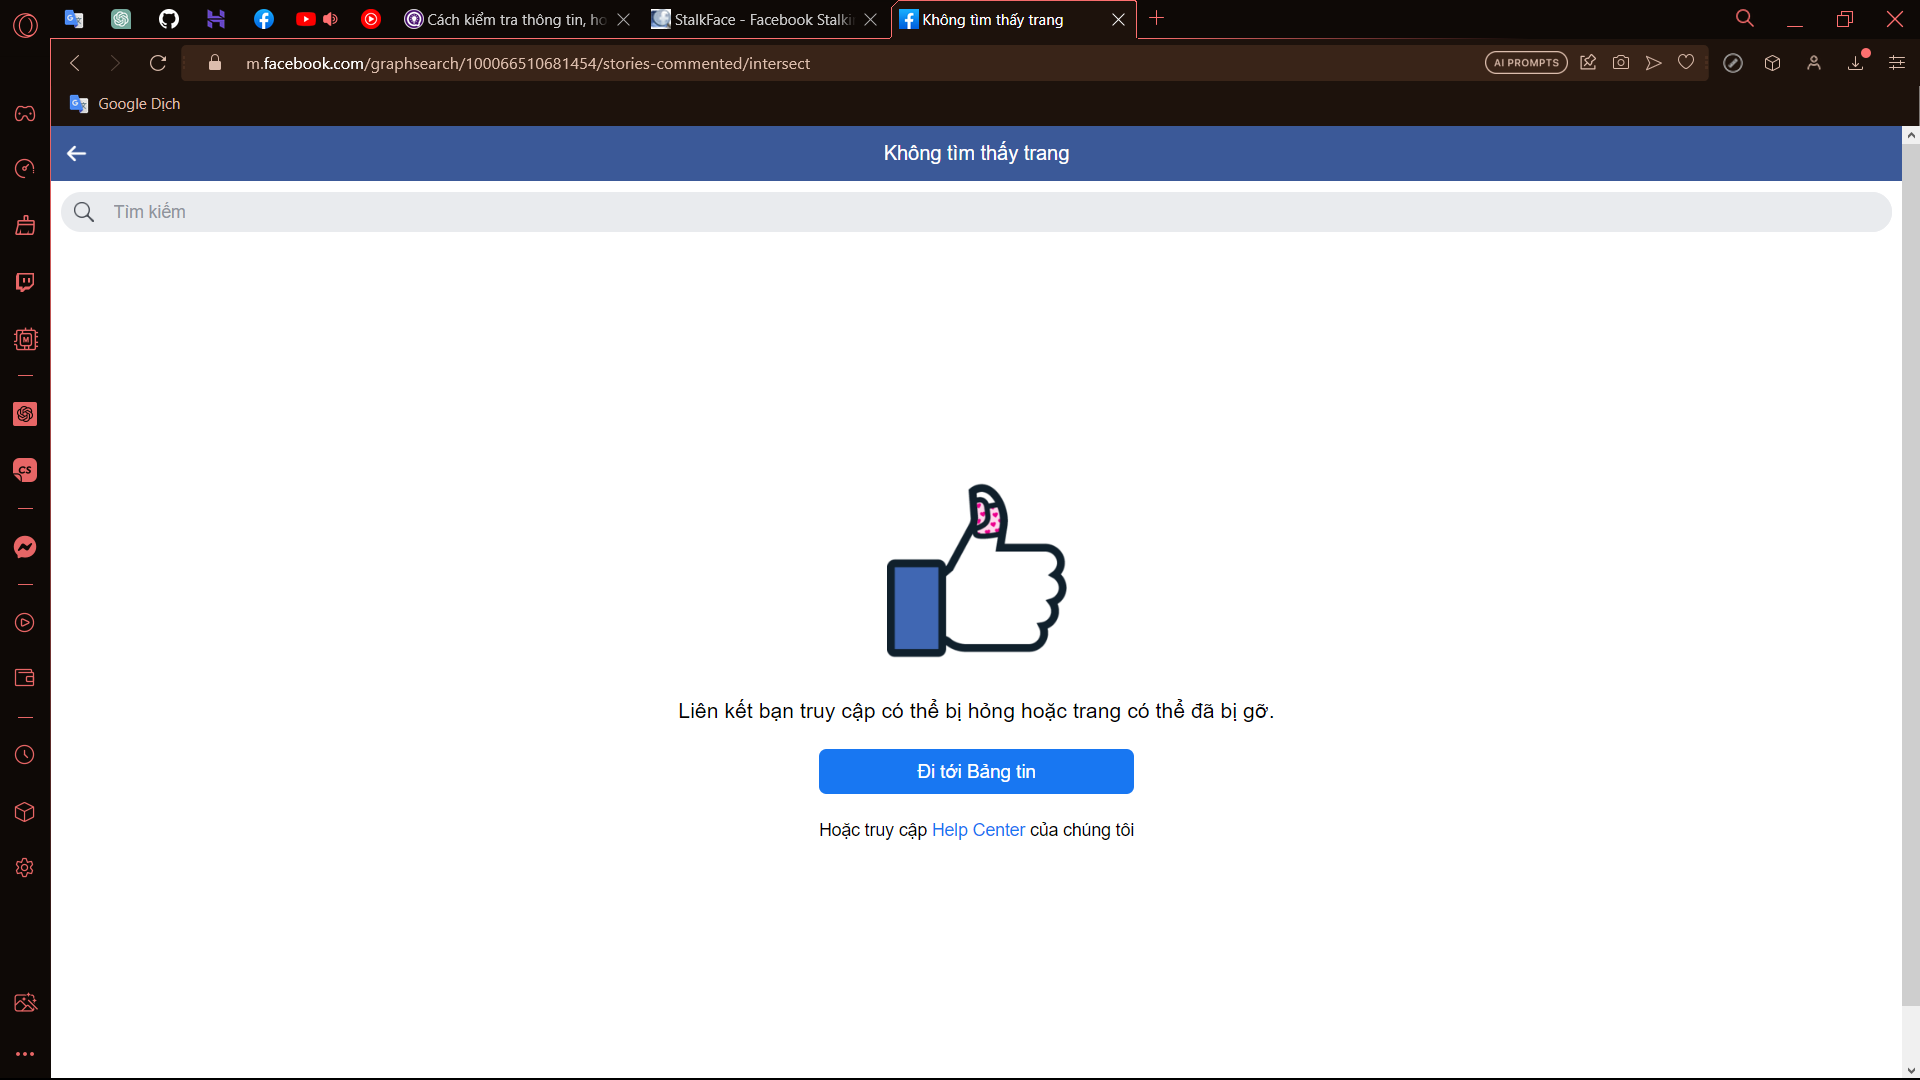 Cách kiểm tra thông tin, ho
StalkFace - Facebook Stalkin
Không tìm thấy trang
m.facebook.com/graphsearch/100066510681454/stories-commented/intersect
AI PROMPTS
Google Dịch
Không tìm thấy trang
Tìm kiếm
M
CS
Liên kết bạn truy cập có thể bị hỏng hoặc trang có thể đã bị gỡ.
Đi tới Bảng tin
Hoặc truy cập Help Center của chúng tôi